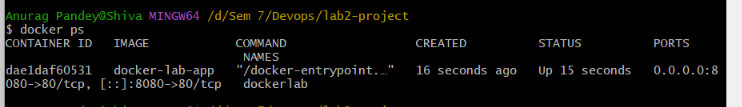 Anurag Pandey@Shiva MINGW64 /d/Sem 7/Devops/lab2-project
$ docker ps
CONTAINER ID   IMAGE            COMMAND                  CREATED          STATUS          PORTS
                                NAMES
dae1daf60531   docker-lab-app   "/docker-entrypoint.…"   16 seconds ago   Up 15 seconds   0.0.0.0:8
080->80/tcp, [::]:8080->80/tcp   dockerlab